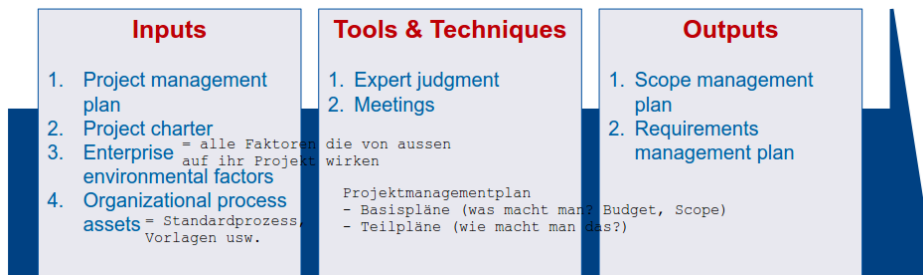 Inputs
1. Project management
plan
2. Project charter
3. Enterprise
environmental factors
4. Organizational process
assets
= alle Faktoren die von aussen
auf ihr Projekt wirken
= Standardprozess,
Vorlagen usw.
Tools & Techniques
1. Expert judgment
2. Meetings
Projektmanagementplan
- Basispläne (was macht man? Budget, Scope)
- Teilpläne (wie macht man das?)
Outputs
1. Scope management
plan
2. Requirements
management plan